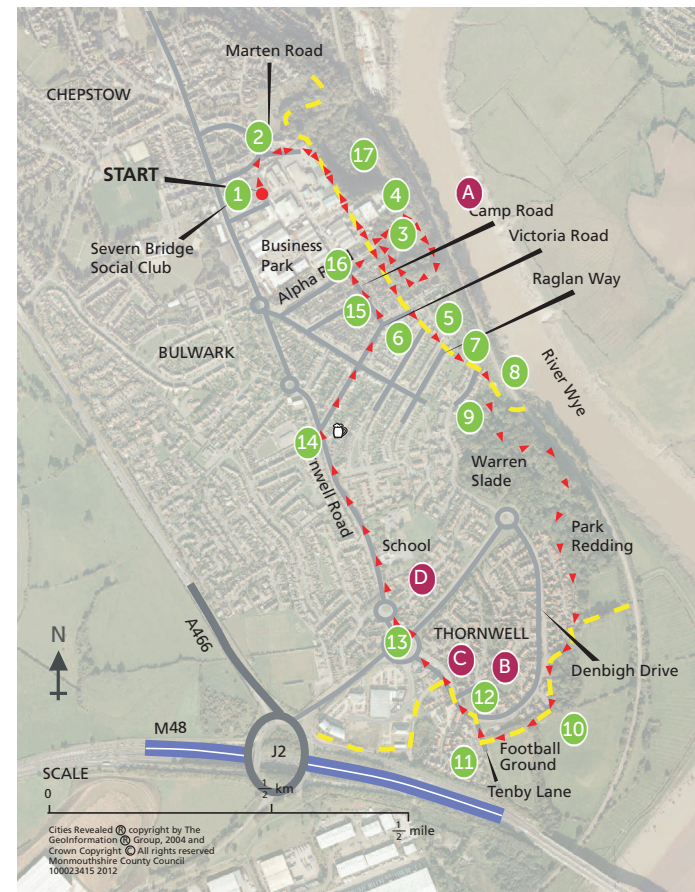 Marten Road
CHEPSTOW
2
17
START
1
4
A
Camp Road
3
Severn Bridge
Social Club
Business
Park
Victoria Road
16
Alpha
Raglan Way
15
5
6
7
BULWARK
8
River Wye
9
14
nwell Road
Warren
Slade
School
Park
Redding
D
A466
N
13
THORNWELL
C
B
Denbigh Drive
12
M48
J2
10
Football
Ground
11
Tenby Lane
SCALE
0
1/2 km
1/2 mile
Cities Revealed ® copyright by The
GeoInformation ® Group, 2004 and
Crown Copyright © All rights reserved
Monmouthshire County Council
100023415 2012